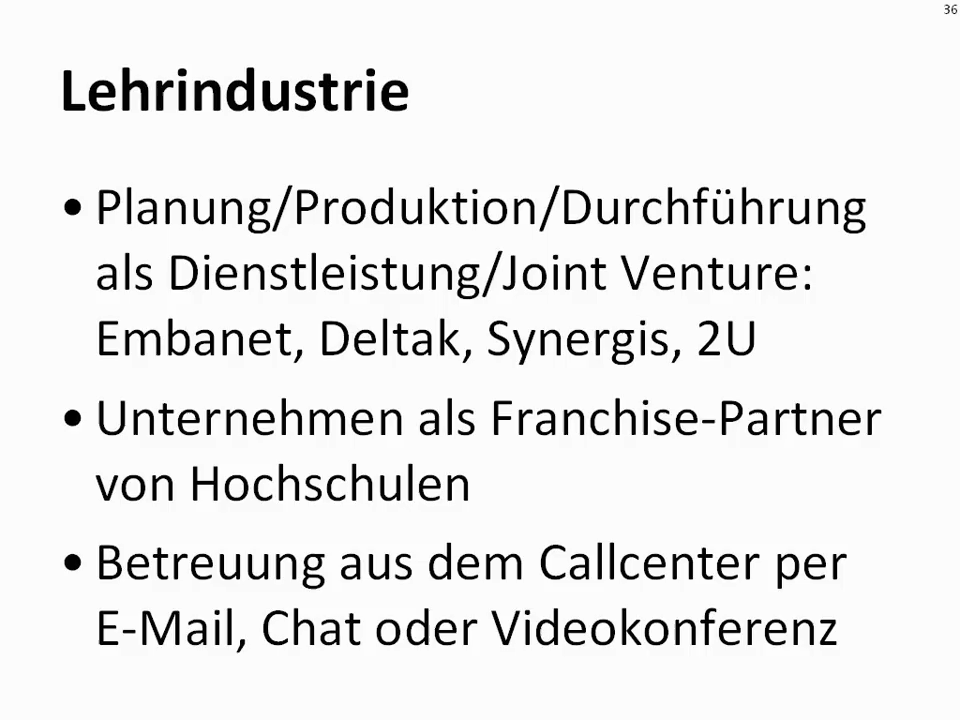 36
Lehrindustrie
• Planung/Produktion/Durchführung
als Dienstleistung/Joint Venture:
Embanet, Deltak, Synergis, 2U
• Unternehmen als Franchise-Partner
von Hochschulen
• Betreuung aus dem Callcenter per
E-Mail, Chat oder Videokonferenz